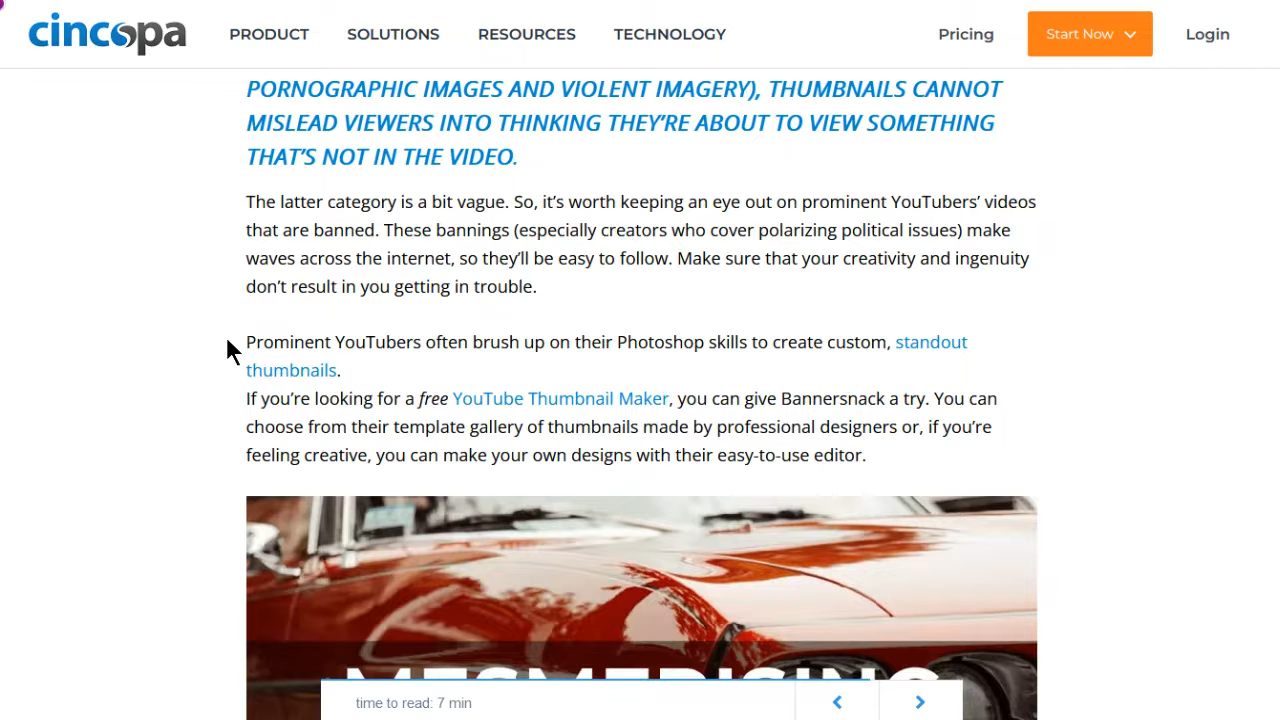 cincopa
PRODUCT SOLUTIONS RESOURCES TECHNOLOGY Pricing Start Now Login
PORNOGRAPHIC IMAGES AND VIOLENT IMAGERY), THUMBNAILS CANNOT
MISLEAD VIEWERS INTO THINKING THEY'RE ABOUT TO VIEW SOMETHING
THAT'S NOT IN THE VIDEO.
The latter category is a bit vague. So, it's worth keeping an eye out on prominent YouTubers' videos
that are banned. These bannings (especially creators who cover polarizing political issues) make
waves across the internet, so they'll be easy to follow. Make sure that your creativity and ingenuity
don't result in you getting in trouble.
Prominent YouTubers often brush up on their Photoshop skills to create custom, standout
thumbnails.
If you're looking for a free YouTube Thumbnail Maker, you can give Bannersnack a try. You can
choose from their template gallery of thumbnails made by professional designers or, if you're
feeling creative, you can make your own designs with their easy-to-use editor.
MESMERISING
time to read: 7 min